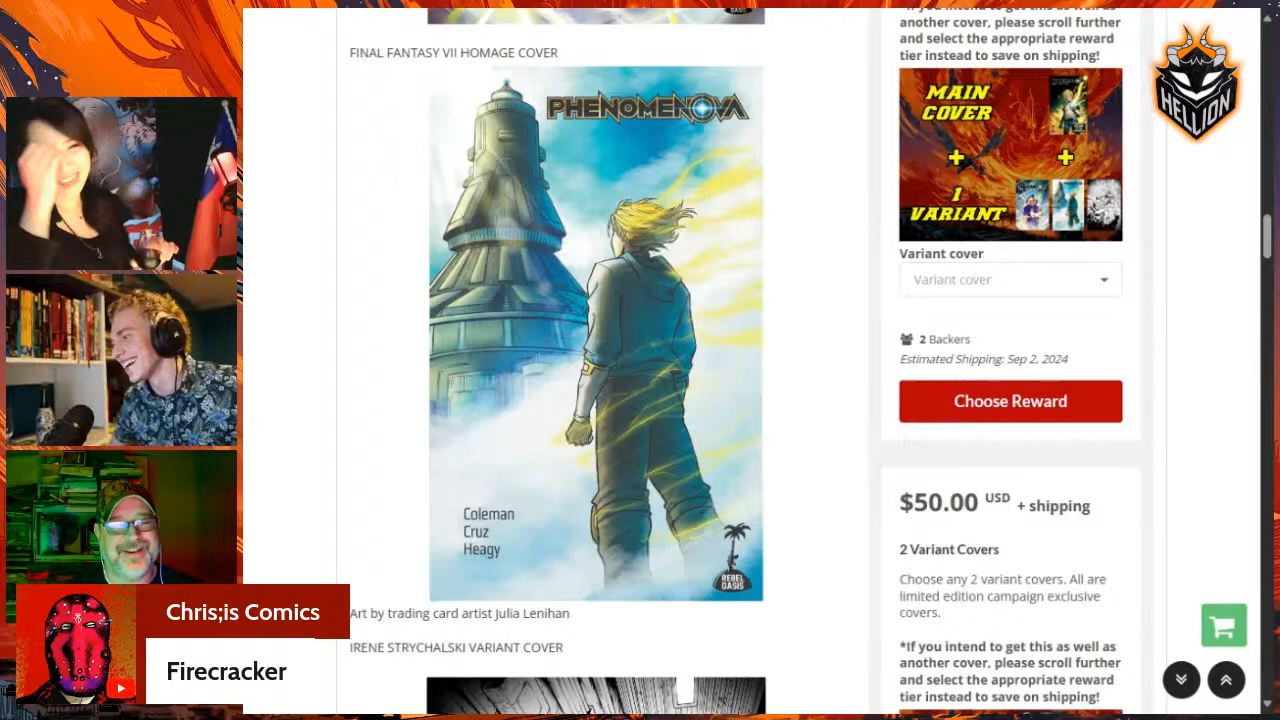 FINAL FANTASY VII HOMAGE COVER
PHENOMENOVA
Coleman
Cruz
Heagy
REBEL
OASIS
Art by trading card artist Julia Lenihan
IRENE STRYCHALSKI VARIANT COVER
*If you intend to get this as well as
another cover, please scroll further
and select the appropriate reward
tier instead to save on shipping!
MAIN
COVER
+
+
1
VARIANT
Variant cover
Variant cover
2 Backers
Estimated Shipping: Sep 2, 2024
Choose Reward
$50.00 USD + shipping
2 Variant Covers
Choose any 2 variant covers. All are
limited edition campaign exclusive
covers.
*If you intend to get this as well as
another cover, please scroll further
and select the appropriate reward
tier instead to save on shipping!
HELLION
Chris;is Comics
Firecracker